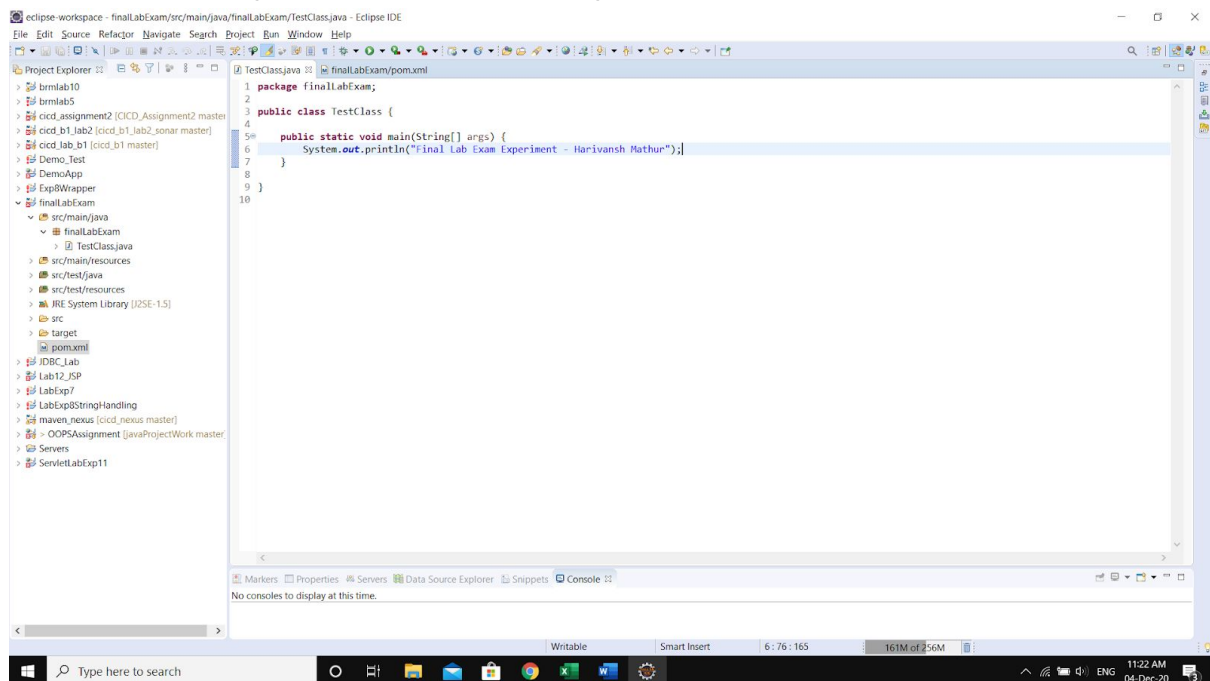 eclipse-workspace - finalLabExam/src/main/java/finalLabExam/TestClass.java - Eclipse IDE
File Edit Source Refactor Navigate Search Project Run Window Help
Project Explorer
TestClass.java finalLabExam/pom.xml
brmlab10
brmlab5
cicd_assignment2 [CICD_Assignment2 master
cicd_b1_lab2 [cicd_b1_lab2_sonar master]
cicd_lab_b1 [cicd_b1 master]
Demo_Test
DemoApp
Exp8Wrapper
finalLabExam
src/main/java
finalLabExam
TestClass.java
src/main/resources
src/test/java
src/test/resources
JRE System Library [J2SE-1.5]
src
target
pom.xml
JDBC_Lab
Lab12_JSP
LabExp7
LabExp8StringHandling
maven_nexus [cicd_nexus master]
> OOPSAssignment [javaProjectWork master]
Servers
ServletLabExp11
1 package finalLabExam;
2
3 public class TestClass {
4
5 public static void main(String[] args) {
6 System.out.println("Final Lab Exam Experiment - Harivansh Mathur");
7 }
8
9 }
10
Markers Properties Servers Data Source Explorer Snippets Console
No consoles to display at this time.
Writable Smart Insert 6 : 76 : 165 161M of 256M
Type here to search
ENG 11:22 AM
04-Dec-20
3